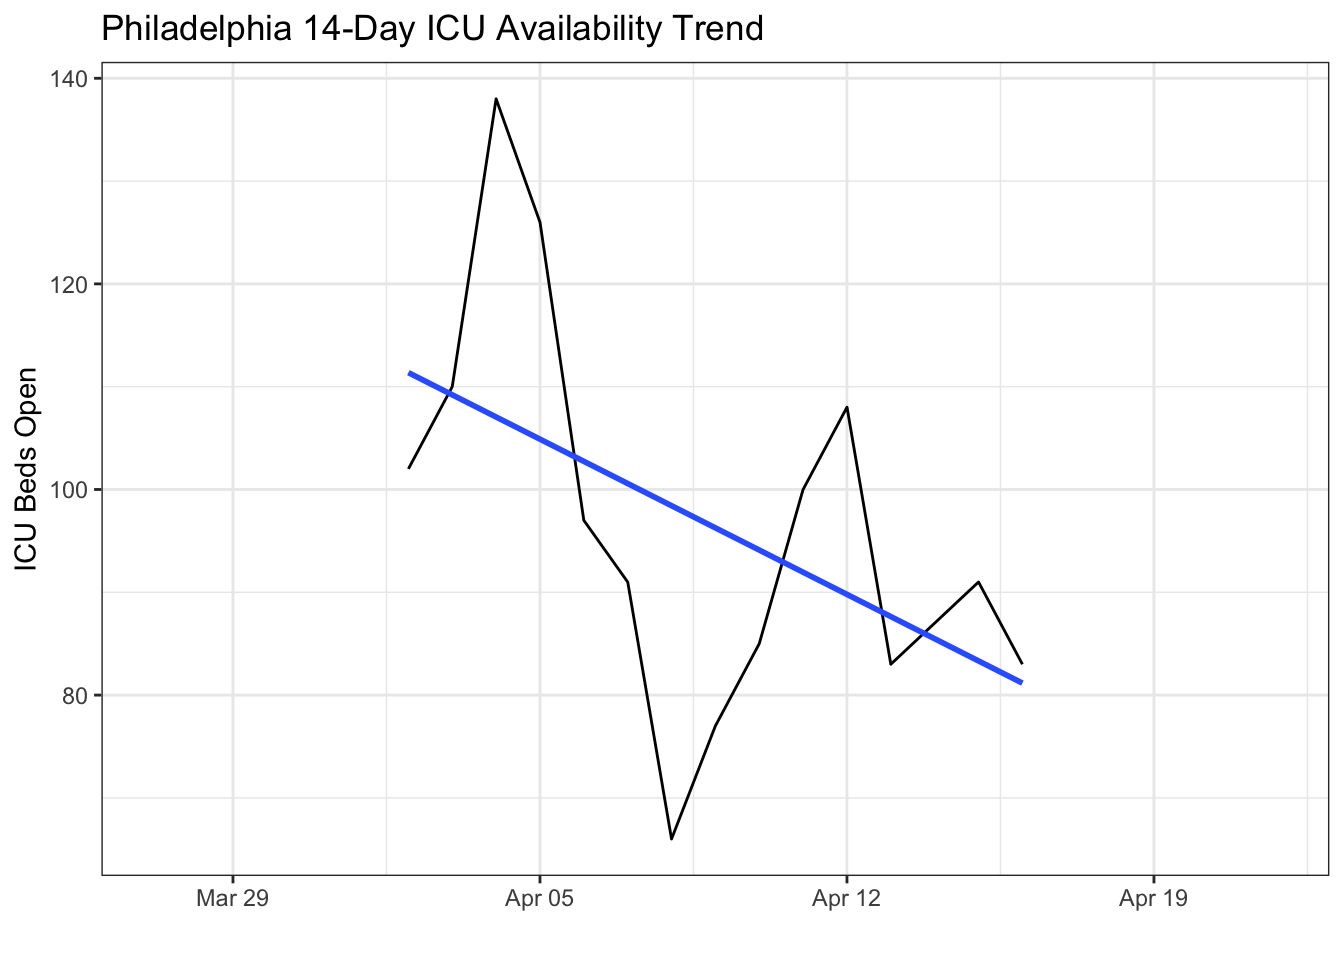 Philadelphia 14-Day ICU Availability Trend
ICU Beds Open
140
120
100
80
Mar 29
Apr 05
Apr 12
Apr 19